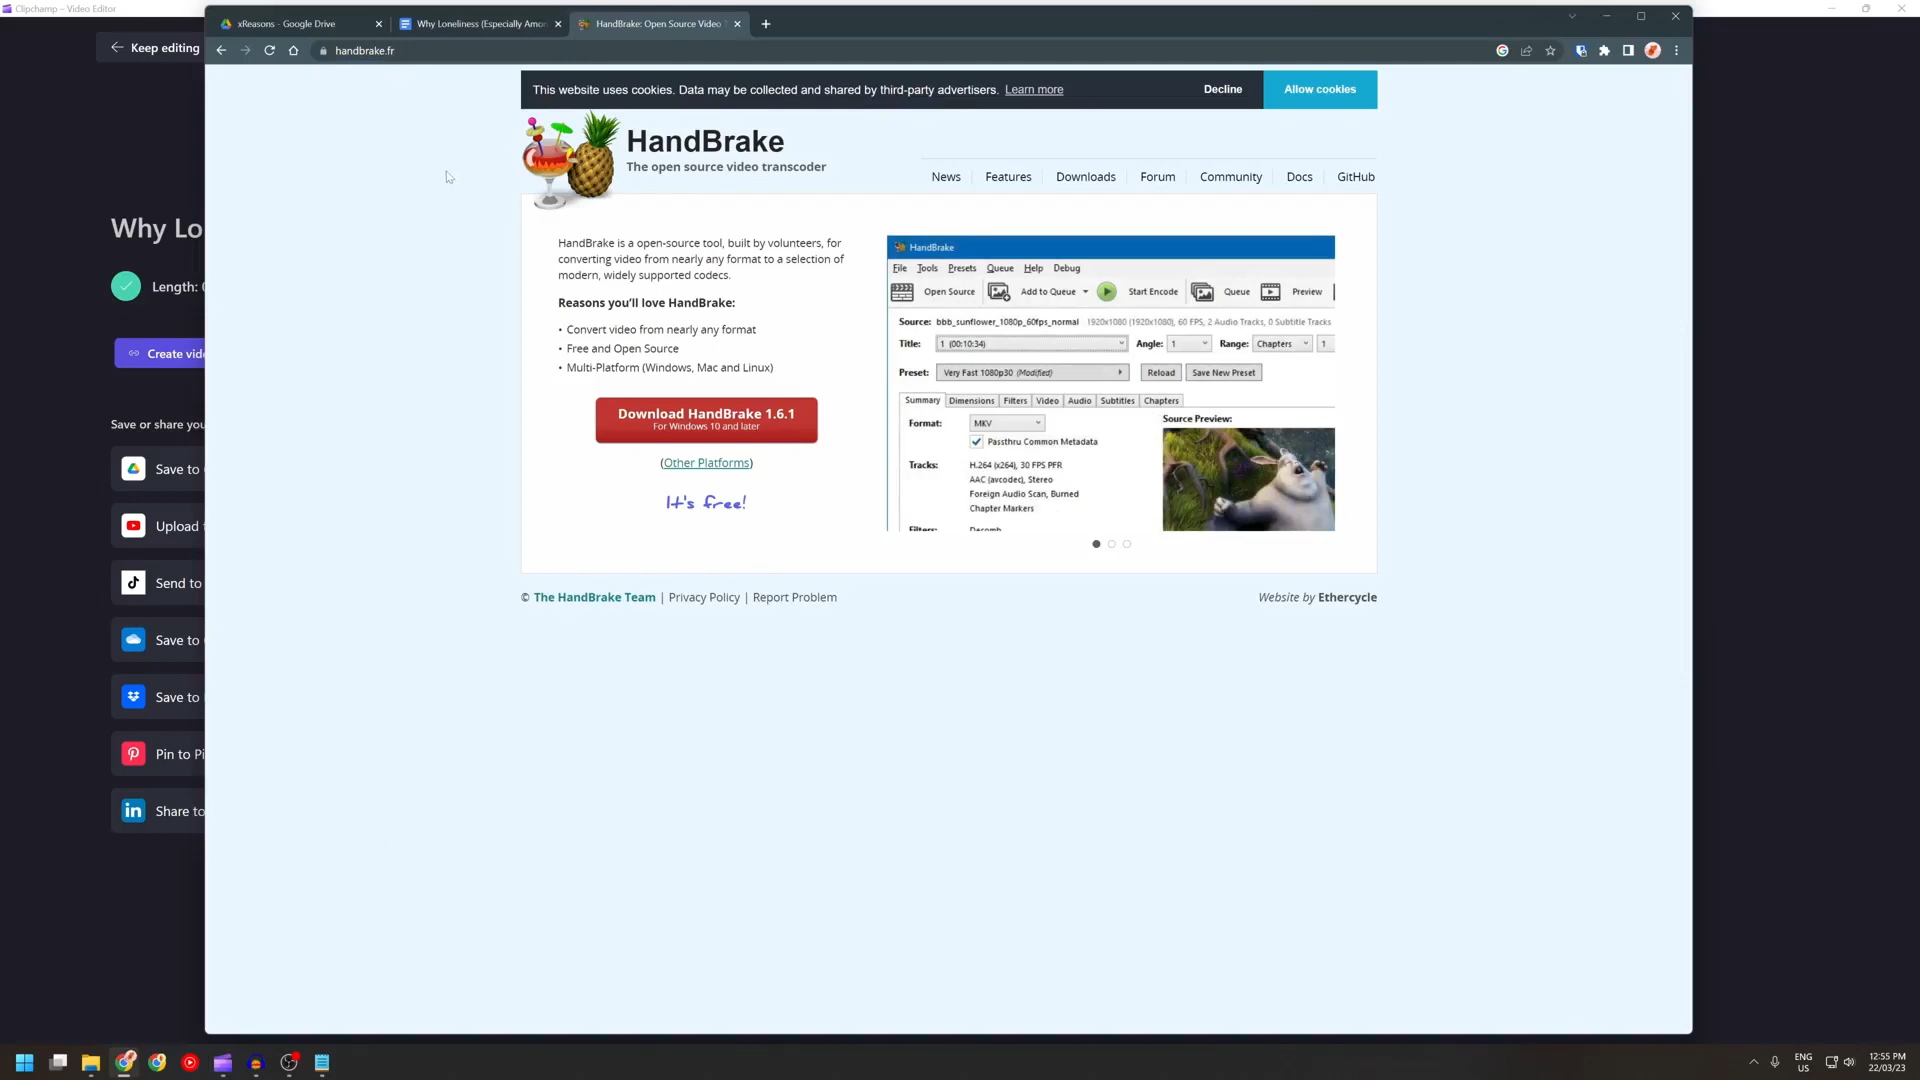 Clipchamp – Video Editor
xReasons - Google Drive
Why Loneliness (Especially Amon
HandBrake: Open Source Video
handbrake.fr
Keep editing
This website uses cookies. Data may be collected and shared by third-party advertisers. Learn more
Decline
Allow cookies
HandBrake
The open source video transcoder
News
Features
Downloads
Forum
Community
Docs
GitHub
Why Lo
Length: 0
Create vide
Save or share you
Save to
Upload t
Send to
Save to
Save to
Pin to Pi
Share to
HandBrake is a open-source tool, built by volunteers, for
converting video from nearly any format to a selection of
modern, widely supported codecs.
Reasons you'll love HandBrake:
• Convert video from nearly any format
• Free and Open Source
• Multi-Platform (Windows, Mac and Linux)
Download HandBrake 1.6.1
For Windows 10 and later
(Other Platforms)
It's free!
HandBrake
File Tools Presets Queue Help Debug
Open Source Add to Queue Start Encode Queue Preview
Source: bbb_sunflower_1080p_60fps_normal 1920x1080 (1920x1080), 60 FPS, 2 Audio Tracks, 0 Subtitle Tracks
Title: 1 (00:10:34) Angle: 1 Range: Chapters 1
Preset: Very Fast 1080p30 (Modified) Reload Save New Preset
Summary Dimensions Filters Video Audio Subtitles Chapters
Format: MKV
Source Preview:
Passthru Common Metadata
Tracks: H.264 (x264), 30 FPS PFR
AAC (avcodec), Stereo
Foreign Audio Scan, Burned
Chapter Markers
Filters: Decomb
© The HandBrake Team | Privacy Policy | Report Problem
Website by Ethercycle
ENG
US
12:55 PM
22/03/23